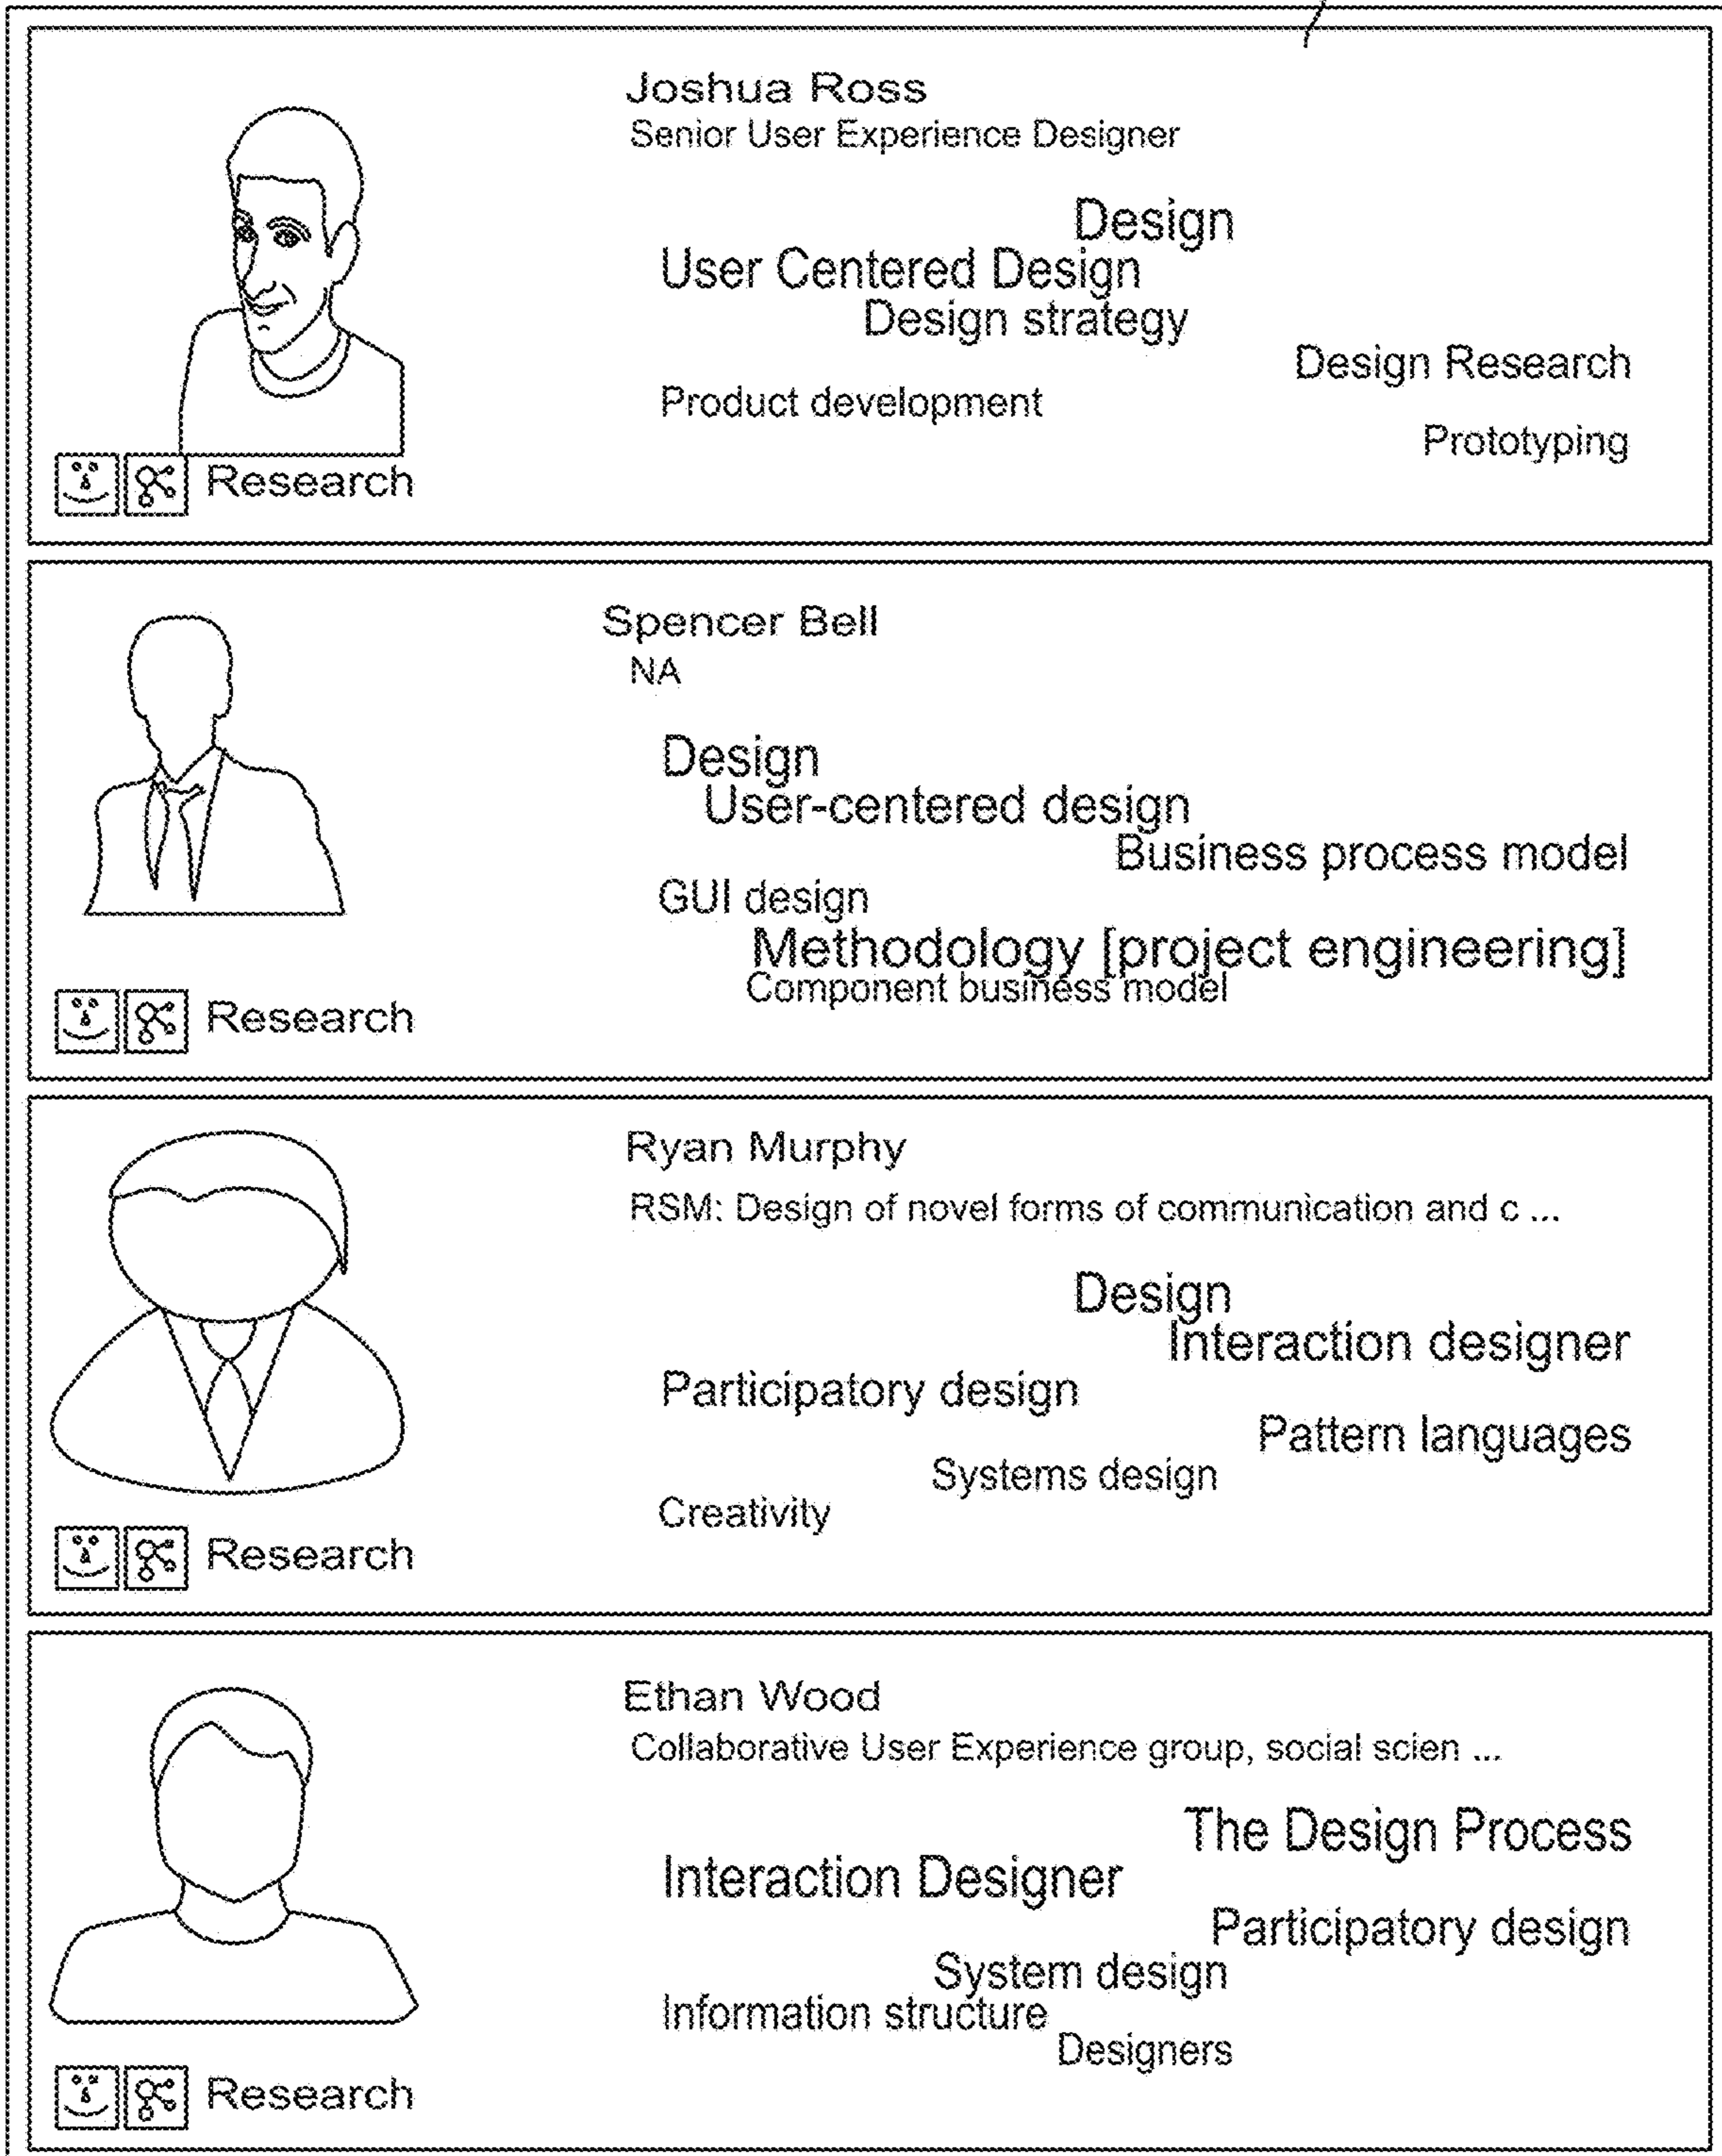 Joshua Ross
Senior User Experience Designer
Design
User Centered Design
Design strategy
Design Research
Product development
Prototyping
Research
Spencer Bell
NA
Design
User-centered design
Business process model
GUI design
Methodology [project engineering]
Component business model
Research
Ryan Murphy
RSM: Design of novel forms of communication and c ...
Design
Interaction designer
Participatory design
Pattern languages
Systems design
Creativity
Research
Ethan Wood
Collaborative User Experience group, social scien ...
The Design Process
Interaction Designer
Participatory design
System design
Information structure
Designers
Research